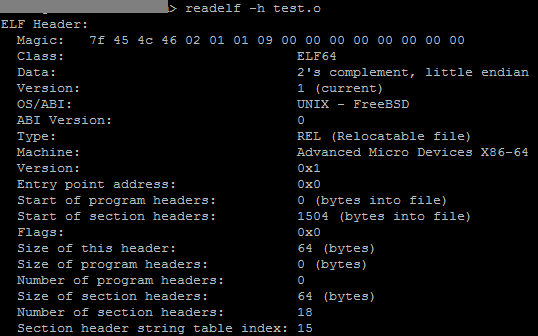 > readelf -h test.o
ELF Header:
  Magic:   7f 45 4c 46 02 01 01 09 00 00 00 00 00 00 00 00
  Class:                             ELF64
  Data:                              2's complement, little endian
  Version:                           1 (current)
  OS/ABI:                            UNIX - FreeBSD
  ABI Version:                       0
  Type:                              REL (Relocatable file)
  Machine:                           Advanced Micro Devices X86-64
  Version:                           0x1
  Entry point address:               0x0
  Start of program headers:          0 (bytes into file)
  Start of section headers:          1504 (bytes into file)
  Flags:                             0x0
  Size of this header:               64 (bytes)
  Size of program headers:           0 (bytes)
  Number of program headers:         0
  Size of section headers:           64 (bytes)
  Number of section headers:         18
  Section header string table index: 15